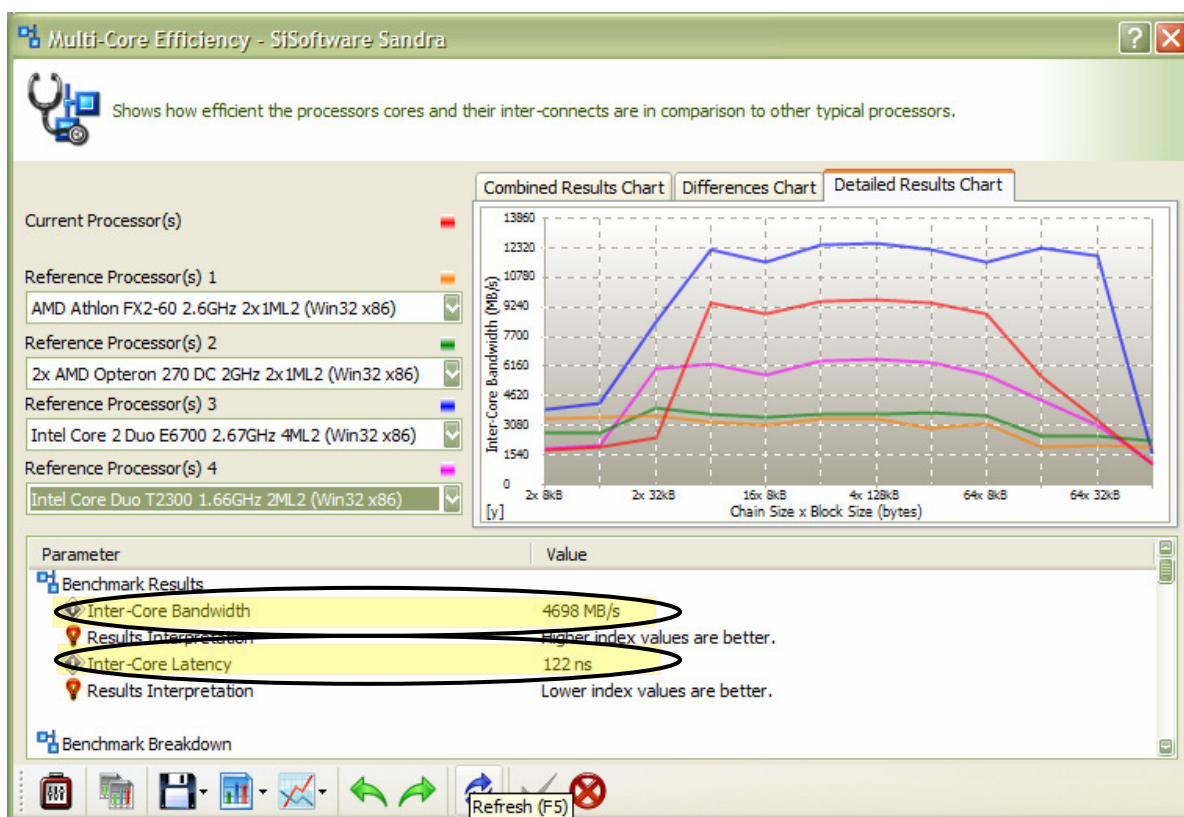 Multi-Core Efficiency - SiSoftware Sandra
?
Shows how efficient the processors cores and their inter-connects are in comparison to other typical processors.
Combined Results Chart Differences Chart Detailed Results Chart
Current Processor(s)
Reference Processor(s) 1
AMD Athlon FX2-60 2.6GHz 2x1ML2 (Win32 x86)
Reference Processor(s) 2
2x AMD Opteron 270 DC 2GHz 2x1ML2 (Win32 x86)
Reference Processor(s) 3
Intel Core 2 Duo E6700 2.67GHz 4ML2 (Win32 x86)
Reference Processor(s) 4
Intel Core Duo T2300 1.66GHz 2ML2 (Win32 x86)
Inter-Core Bandwidth (MB/s)
13860
12320
10780
9240
7700
6160
4620
3080
1540
0
[y]
2x 8kB 2x 32kB 16x 8kB 4x 128kB 64x 8kB 64x 32kB
Chain Size x Block Size (bytes)
Parameter Value
Benchmark Results
Inter-Core Bandwidth 4698 MB/s
Results Interpretation Higher index values are better.
Inter-Core Latency 122 ns
Results Interpretation Lower index values are better.
Benchmark Breakdown
Refresh (F5)